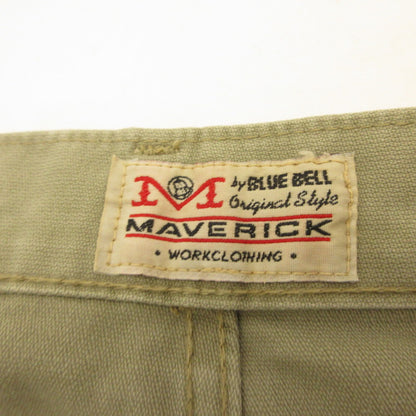 M by BLUE BELL
Original Style
MAVERICK
• WORKCLOTHING •